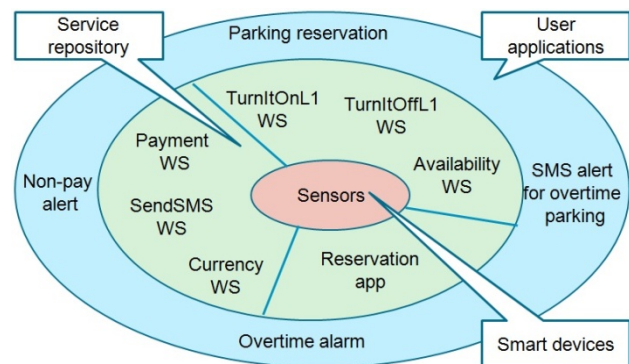 Service
repository
Parking reservation
User
applications
TurnItOnL1
WS
TurnItOffL1
WS
Payment
WS
Availability
WS
Non-pay
alert
Sensors
SMS alert
for overtime
parking
SendSMS
WS
Currency
WS
Reservation
app
Overtime alarm
Smart devices